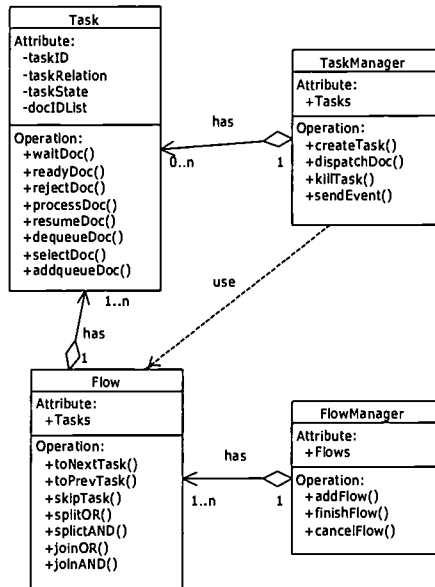 Task
Attribute:
-taskID
-taskRelation
-taskState
-docIDList
Operation:
+waitDoc()
+readyDoc()
+rejectDoc()
+processDoc()
+resumeDoc()
+dequeueDoc()
+selectDoc()
+addqueueDoc()
TaskManager
Attribute:
+Tasks
Operation:
+createTask()
+dispatchDoc()
+killTask()
+sendEvent()
has
0..n
1
use
1..n
has
1
Flow
Attribute:
+Tasks
Operation:
+toNextTask()
+toPrevTask()
+skipTask()
+splitOR()
+splictAND()
+joinOR()
+joinAND()
FlowManager
Attribute:
+Flows
Operation:
+addFlow()
+finishFlow()
+cancelFlow()
has
1..n
1